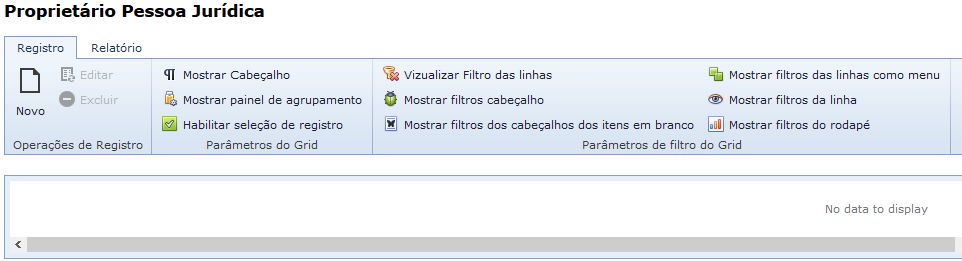 Proprietário Pessoa Jurídica
Registro
Relatório
Novo
Editar
Excluir
Operações de Registro
Mostrar Cabeçalho
Mostrar painel de agrupamento
Habilitar seleção de registro
Parâmetros do Grid
Vizualizar Filtro das linhas
Mostrar filtros cabeçalho
Mostrar filtros dos cabeçalhos dos itens em branco
Mostrar filtros das linhas como menu
Mostrar filtros da linha
Mostrar filtros do rodapé
Parâmetros de filtro do Grid
No data to display